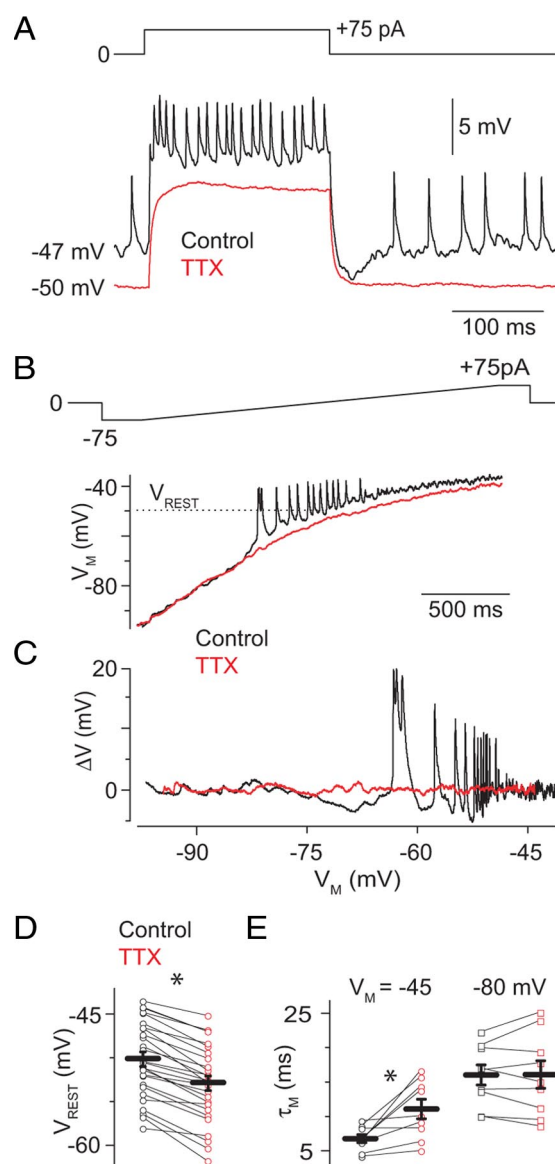 A
0
+75 pA
5 mV
-47 mV
Control
-50 mV
TTX
100 ms
B
+75pA
0
-75
-40
V_REST
V_M (mV)
-80
500 ms
Control
C
TTX
20
ΔV (mV)
0
-90 -75 -60 -45
V_M (mV)
D Control
TTX
*
-45
V_REST (mV)
-60
E
V_M = -45 -80 mV
25
*
τ_M (ms)
5